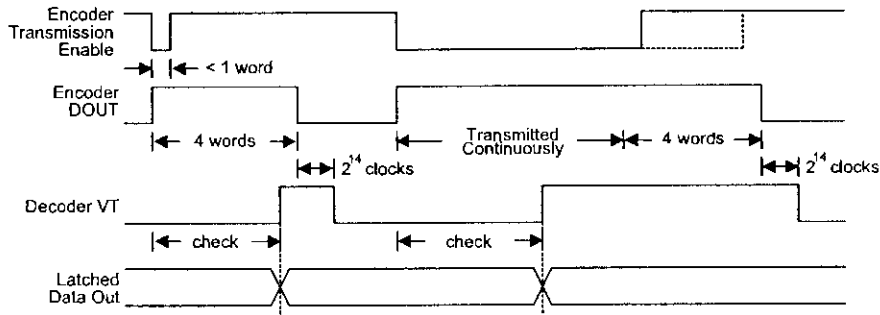 Encoder
Transmission
Enable
< 1 word
Encoder
DOUT
4 words
Transmitted
Continuously
4 words
2^14 clocks
2^14 clocks
Decoder VT
check
check
Latched
Data Out